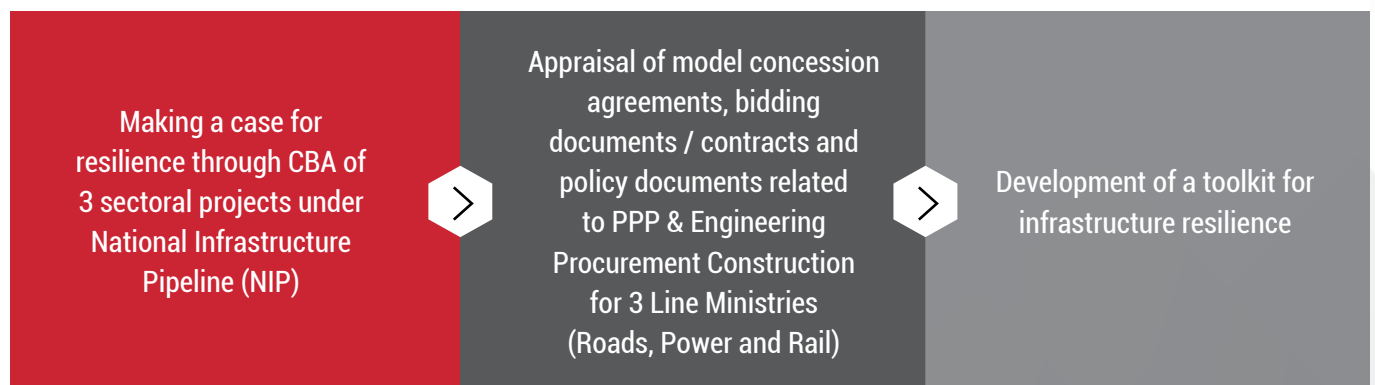 Making a case for
resilience through CBA of
3 sectoral projects under
National Infrastructure
Pipeline (NIP)
Appraisal of model concession
agreements, bidding
documents / contracts and
policy documents related
to PPP & Engineering
Procurement Construction
for 3 Line Ministries
(Roads, Power and Rail)
Development of a toolkit for
infrastructure resilience